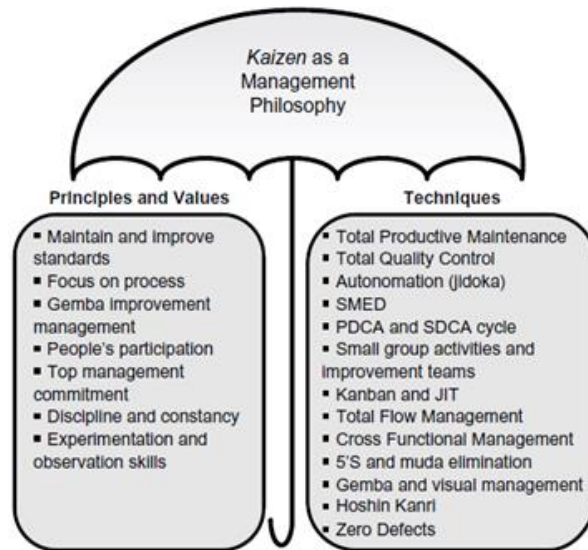 Kaizen as a
Management
Philosophy
Principles and Values
▪ Maintain and improve
standards
▪ Focus on process
▪ Gemba improvement
management
▪ People's participation
▪ Top management
commitment
▪ Discipline and constancy
▪ Experimentation and
observation skills
Techniques
▪ Total Productive Maintenance
▪ Total Quality Control
▪ Autonomation (jidoka)
▪ SMED
▪ PDCA and SDCA cycle
▪ Small group activities and
improvement teams
▪ Kanban and JIT
▪ Total Flow Management
▪ Cross Functional Management
▪ 5'S and muda elimination
▪ Gemba and visual management
▪ Hoshin Kanri
▪ Zero Defects